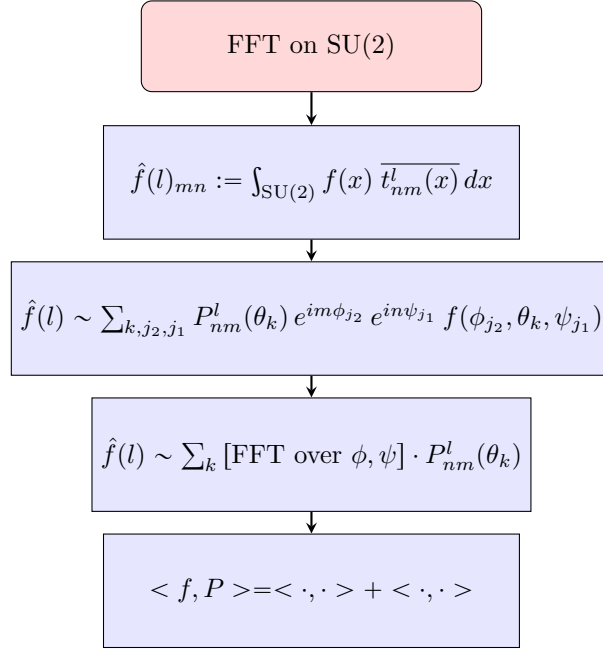 FFT on SU(2)
$\hat{f}(l)_{mn} := \int_{\mathrm{SU}(2)} f(x)\, \overline{t^l_{nm}(x)}\, dx$
$\hat{f}(l) \sim \sum_{k,j_2,j_1} P^l_{nm}(\theta_k)\, e^{im\phi_{j_2}}\, e^{in\psi_{j_1}}\, f(\phi_{j_2}, \theta_k, \psi_{j_1})$
$\hat{f}(l) \sim \sum_k [\text{FFT over } \phi, \psi] \cdot P^l_{nm}(\theta_k)$
$< f, P > = < \cdot, \cdot > + < \cdot, \cdot >$